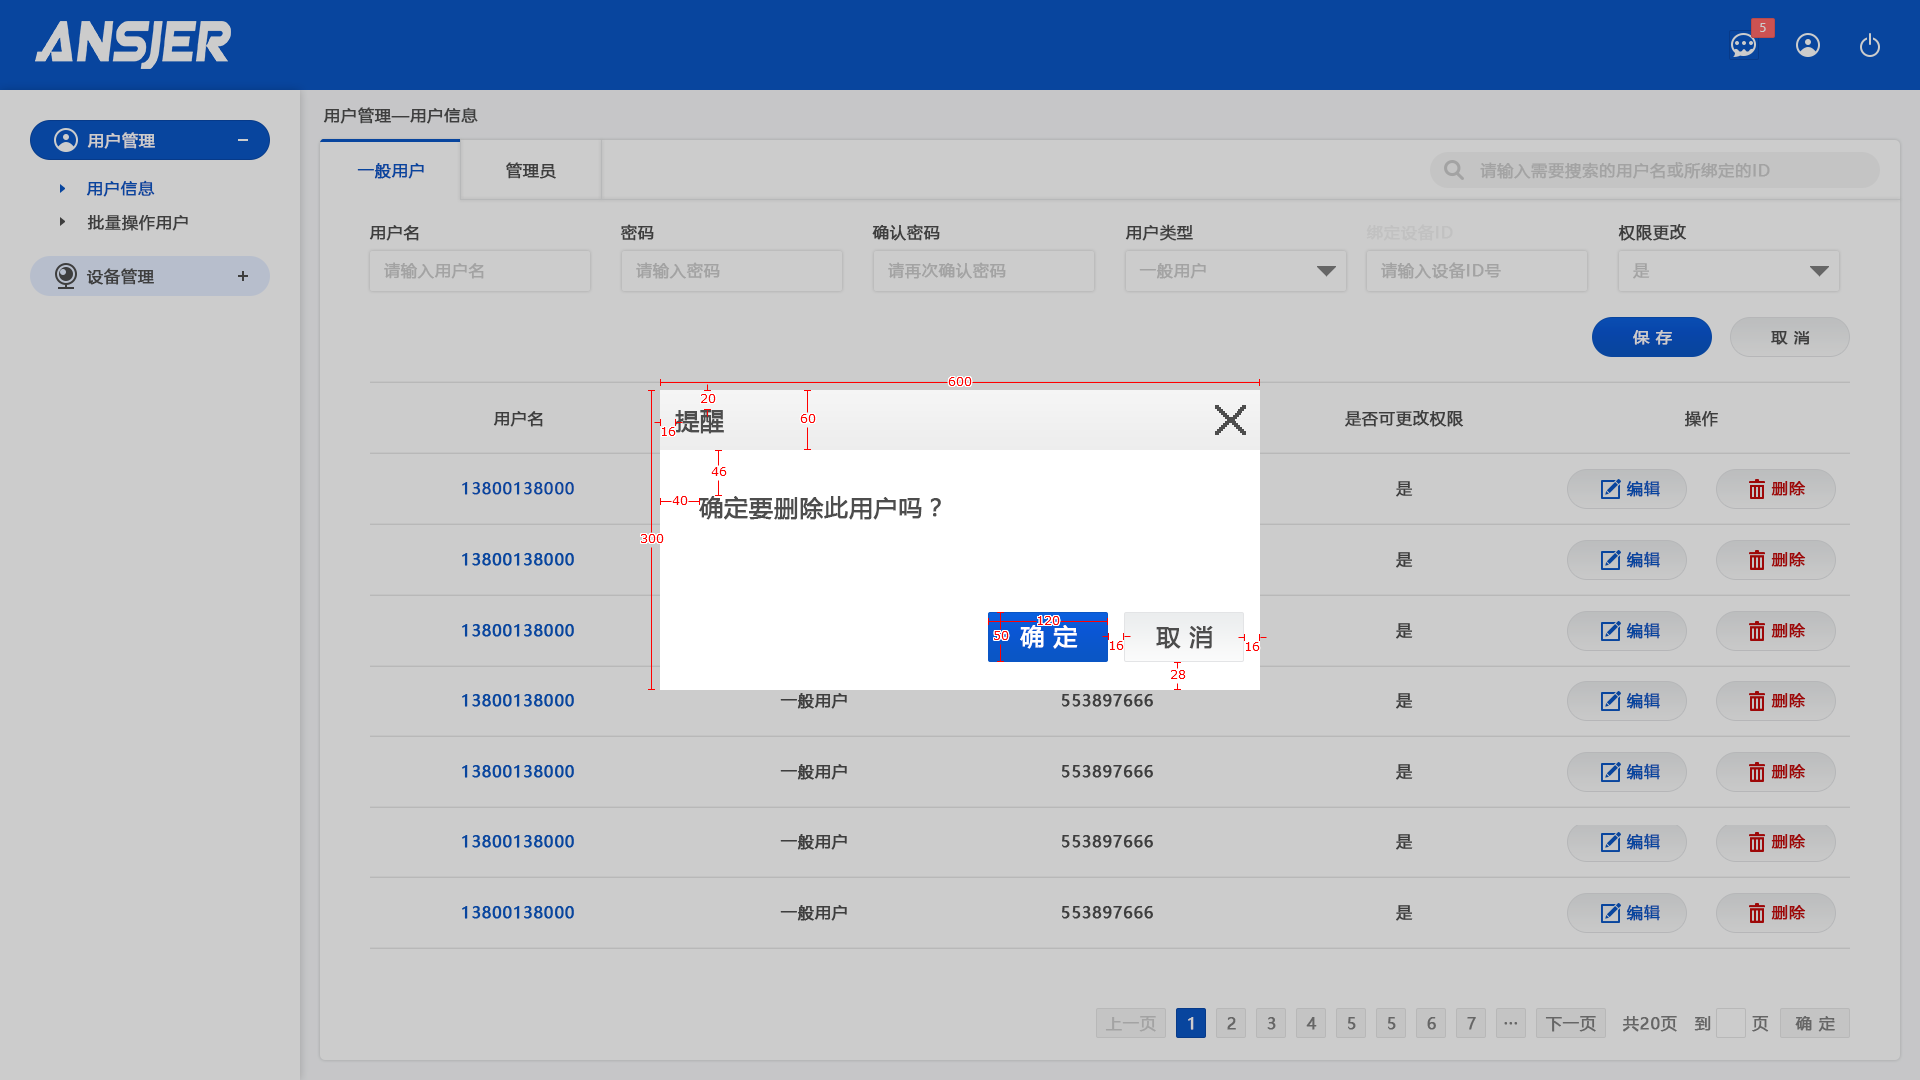 ANSJER
5
用户管理
用户信息
批量操作用户
设备管理
用户管理—用户信息
一般用户 管理员 请输入需要搜索的用户名或所绑定的ID
用户名 密码 确认密码 用户类型 绑定设备ID 权限更改
请输入用户名 请输入密码 请再次确认密码 一般用户 请输入设备ID号 是
保 存 取 消
用户名 是否可更改权限 操作
13800138000 是 编辑 删除
13800138000 是 编辑 删除
13800138000 是 编辑 删除
13800138000 一般用户 553897666 是 编辑 删除
13800138000 一般用户 553897666 是 编辑 删除
13800138000 一般用户 553897666 是 编辑 删除
13800138000 一般用户 553897666 是 编辑 删除
600
20
60
提醒
16
46
40
确定要删除此用户吗？
300
120
50
确 定
16
取 消
16
28
上一页 1 2 3 4 5 5 6 7 ··· 下一页 共20页 到 页 确 定